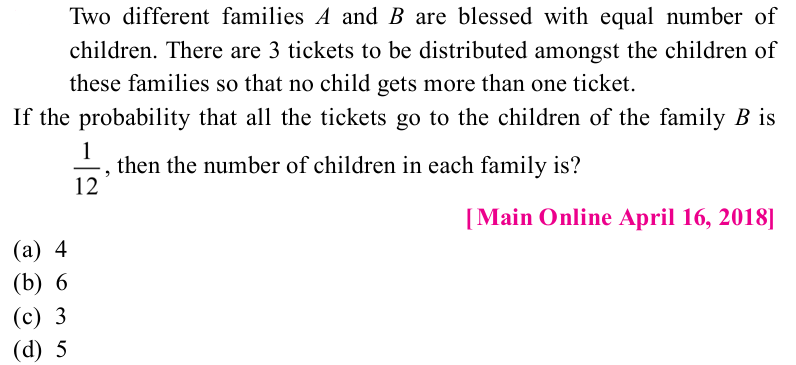 Two different families A and B are blessed with equal number of
children. There are 3 tickets to be distributed amongst the children of
these families so that no child gets more than one ticket.
If the probability that all the tickets go to the children of the family B is
1/12, then the number of children in each family is?
[Main Online April 16, 2018]
(a) 4
(b) 6
(c) 3
(d) 5